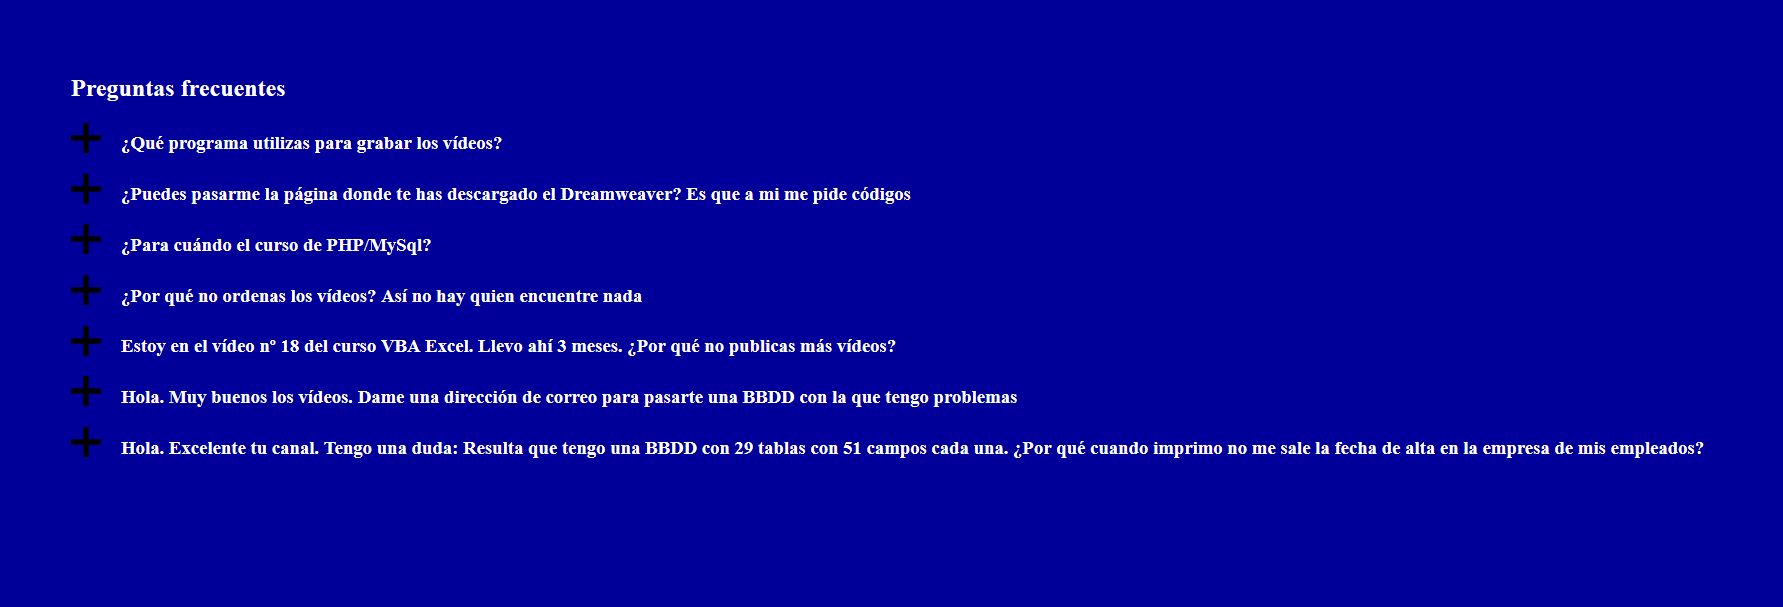 Preguntas frecuentes
¿Qué programa utilizas para grabar los vídeos?
¿Puedes pasarme la página donde te has descargado el Dreamweaver? Es que a mi me pide códigos
¿Para cuándo el curso de PHP/MySql?
¿Por qué no ordenas los vídeos? Así no hay quien encuentre nada
Estoy en el vídeo nº 18 del curso VBA Excel. Llevo ahí 3 meses. ¿Por qué no publicas más vídeos?
Hola. Muy buenos los vídeos. Dame una dirección de correo para pasarte una BBDD con la que tengo problemas
Hola. Excelente tu canal. Tengo una duda: Resulta que tengo una BBDD con 29 tablas con 51 campos cada una. ¿Por qué cuando imprimo no me sale la fecha de alta en la empresa de mis empleados?